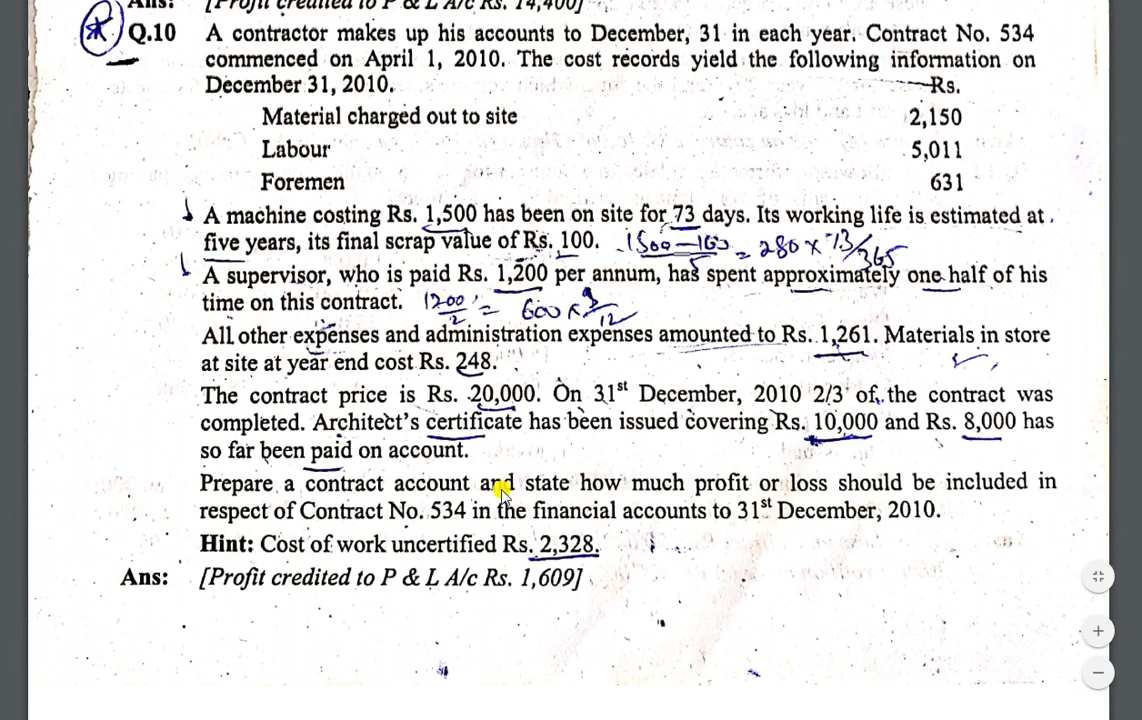 Ans: [Profit credited to P & L A/c Rs. 14,400]
Q.10 A contractor makes up his accounts to December, 31 in each year. Contract No. 534
commenced on April 1, 2010. The cost records yield the following information on
December 31, 2010. Rs.
Material charged out to site 2,150
Labour 5,011
Foremen 631
A machine costing Rs. 1,500 has been on site for 73 days. Its working life is estimated at
five years, its final scrap value of Rs. 100. 1500-100/5 = 280 x 73/365
A supervisor, who is paid Rs. 1,200 per annum, has spent approximately one half of his
time on this contract. 1200/2 = 600 x 9/12
All other expenses and administration expenses amounted to Rs. 1,261. Materials in store
at site at year end cost Rs. 248.
The contract price is Rs. 20,000. On 31st December, 2010 2/3 of the contract was
completed. Architect's certificate has been issued covering Rs. 10,000 and Rs. 8,000 has
so far been paid on account.
Prepare a contract account and state how much profit or loss should be included in
respect of Contract No. 534 in the financial accounts to 31st December, 2010.
Hint: Cost of work uncertified Rs. 2,328.
Ans: [Profit credited to P & L A/c Rs. 1,609]